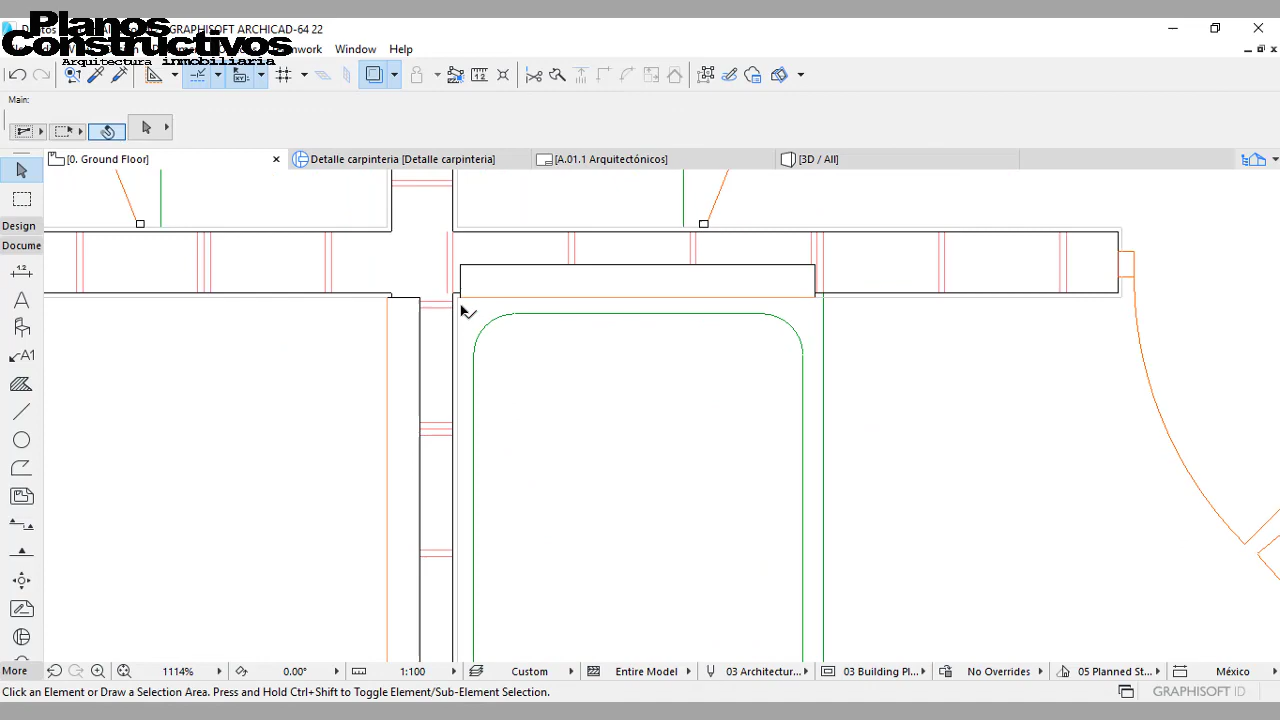 Planos
Constructivos
Arquitectura inmobiliaria
GRAPHISOFT ARCHICAD-64 22
Window Help
Main:
[0. Ground Floor]
Detalle carpinteria [Detalle carpinteria]
[A.01.1 Arquitectónicos]
[3D / All]
Design
Docume
1.2
A
A1
More
1114%
0.00°
1:100
Custom
Entire Model
03 Architectur...
03 Building Pl...
No Overrides
05 Planned St...
México
Click an Element or Draw a Selection Area. Press and Hold Ctrl+Shift to Toggle Element/Sub-Element Selection.
GRAPHISOFT ID